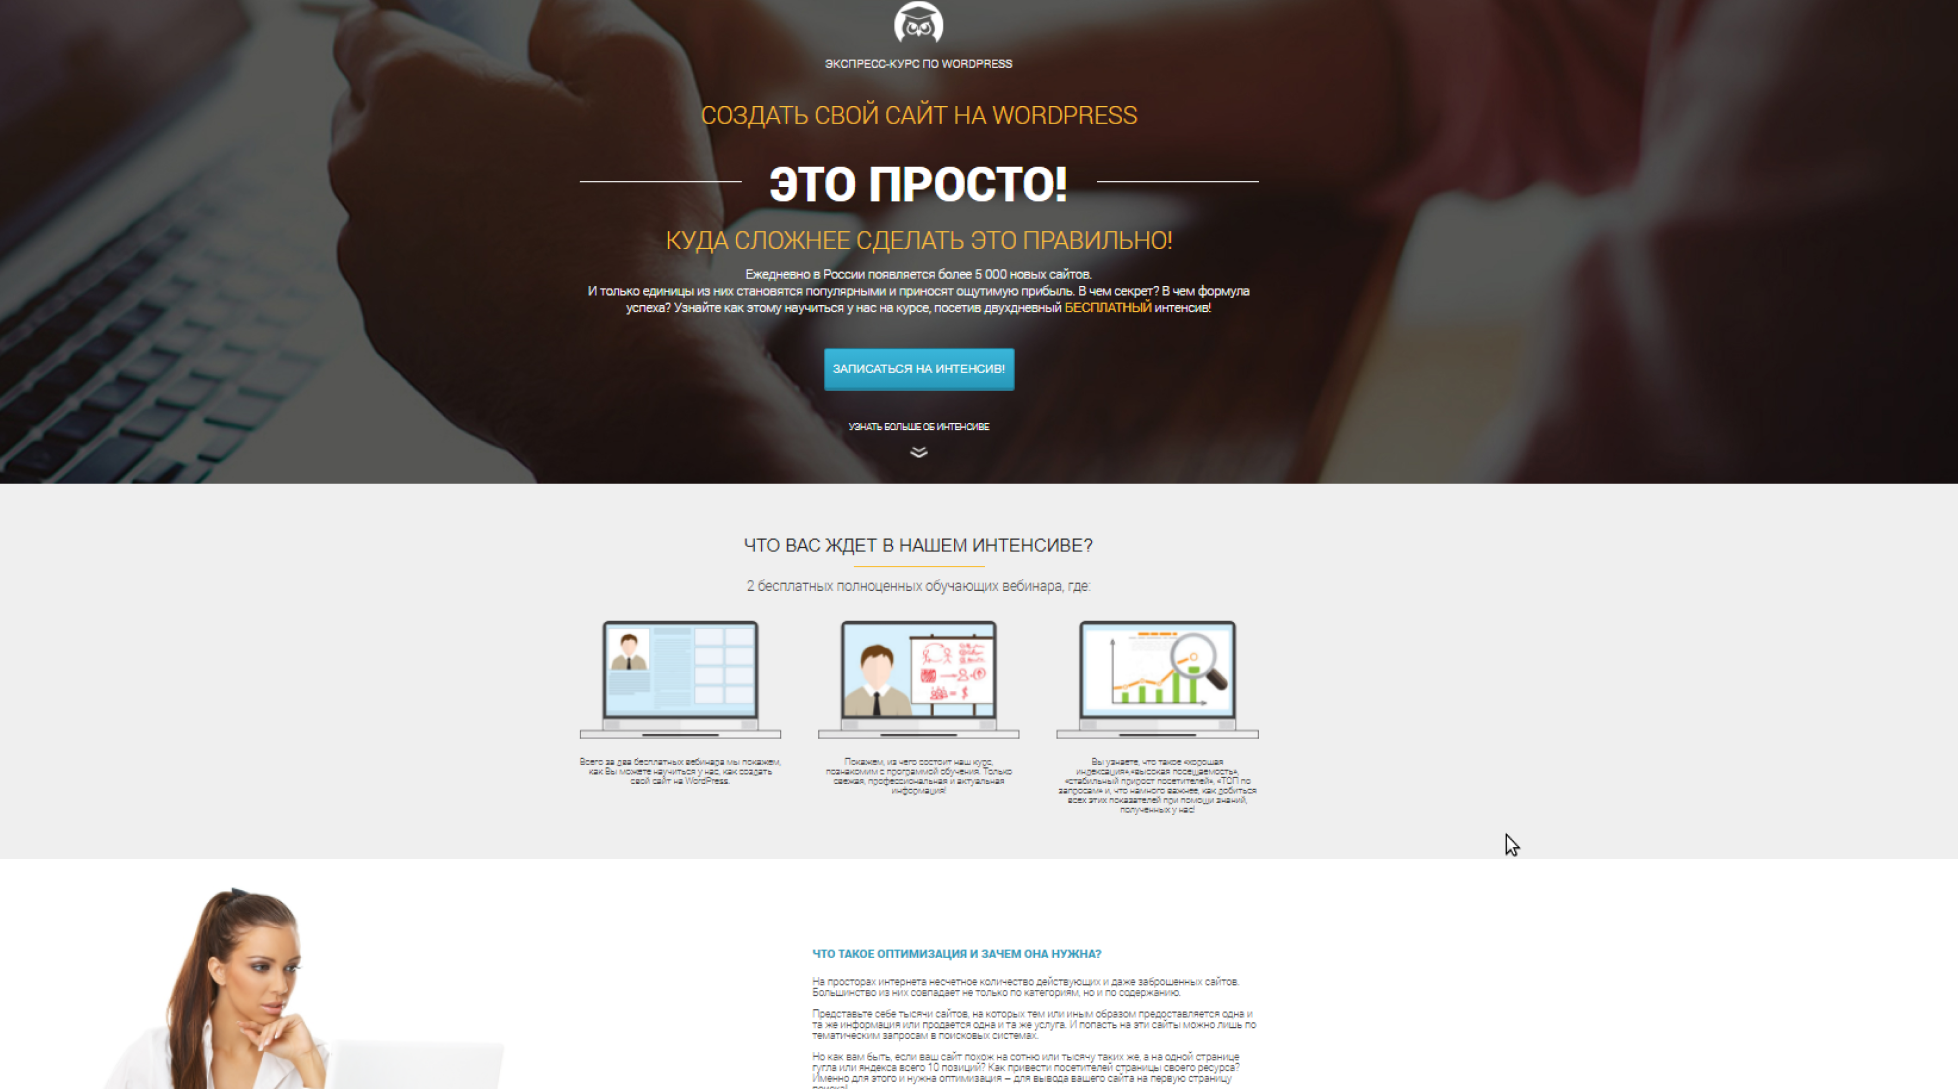 ЭКСПРЕСС-КУРС ПО WORDPRESS
СОЗДАТЬ СВОЙ САЙТ НА WORDPRESS
ЭТО ПРОСТО!
КУДА СЛОЖНЕЕ СДЕЛАТЬ ЭТО ПРАВИЛЬНО!
Ежедневно в России появляется более 5 000 новых сайтов.
И только единицы из них становятся популярными и приносят ощутимую прибыль. В чем секрет? В чем формула
успеха? Узнайте как этому научиться у нас на курсе, посетив двухдневный БЕСПЛАТНЫЙ интенсив!
ЗАПИСАТЬСЯ НА ИНТЕНСИВ!
УЗНАТЬ БОЛЬШЕ ОБ ИНТЕНСИВЕ
ЧТО ВАС ЖДЕТ В НАШЕМ ИНТЕНСИВЕ?
2 бесплатных полноценных обучающих вебинара, где:
Всего за два бесплатных вебинара мы покажем,
как Вы можете научиться у нас, как создать
свой сайт на WordPress.
Покажем, из чего состоит наш курс,
познакомим с программой обучения. Только
свежая, профессиональная и актуальная
информация!
Вы узнаете, что такое «хорошая
индексация»,«высокая посещаемость»,
«стабильный прирост посетителей», «ТОП по
запросам» и, что намного важнее, как добиться
всех этих показателей при помощи знаний,
полученных у нас!
ЧТО ТАКОЕ ОПТИМИЗАЦИЯ И ЗАЧЕМ ОНА НУЖНА?
На просторах интернета несчетное количество действующих и даже заброшенных сайтов.
Большинство из них совпадает не только по категориям, но и по содержанию.
Представьте себе тысячи сайтов, на которых тем или иным образом предоставляется одна и
та же информация или продается одна и та же услуга. И попасть на эти сайты можно лишь по
тематическим запросам в поисковых системах.
Но как вам быть, если ваш сайт похож на сотню или тысячу таких же, а на одной странице
гугла или яндекса всего 10 позиций? Как привести посетителей страницы своего ресурса?
Именно для этого и нужна оптимизация – для вывода вашего сайта на первую страницу